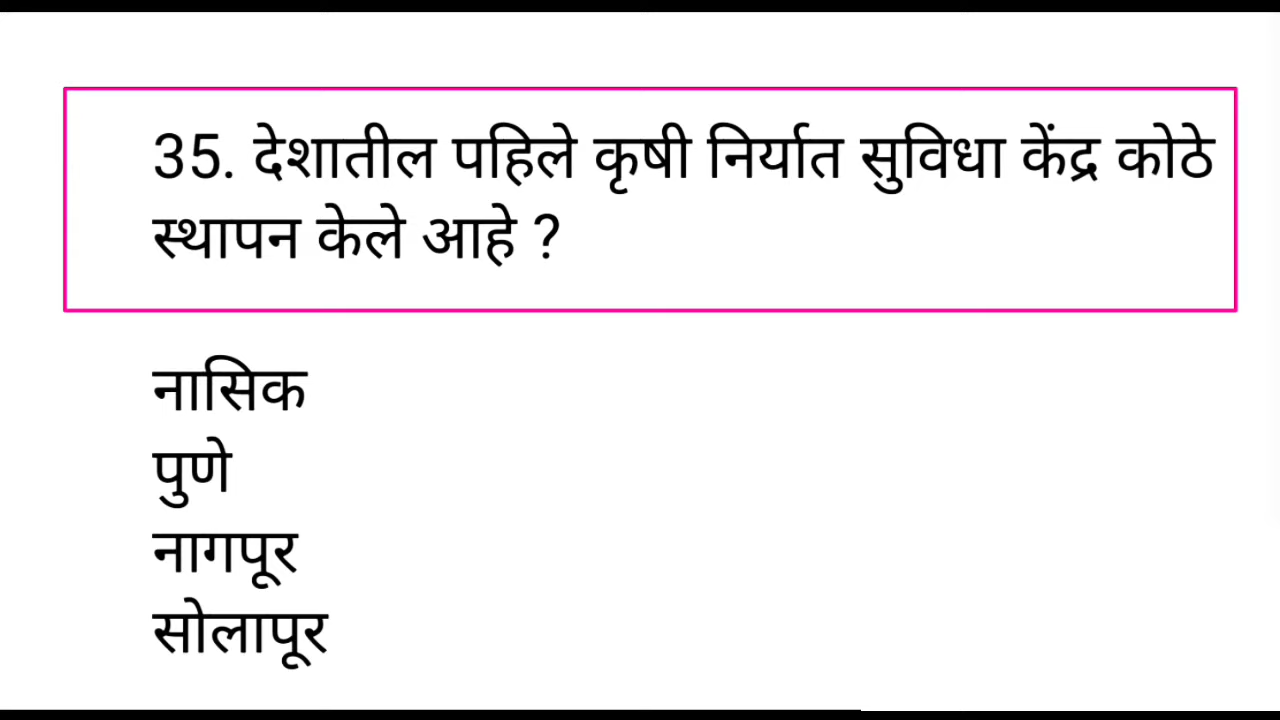 35. देशातील पहिले कृषी निर्यात सुविधा केंद्र कोठे
स्थापन केले आहे ?
नासिक
पुणे
नागपूर
सोलापूर